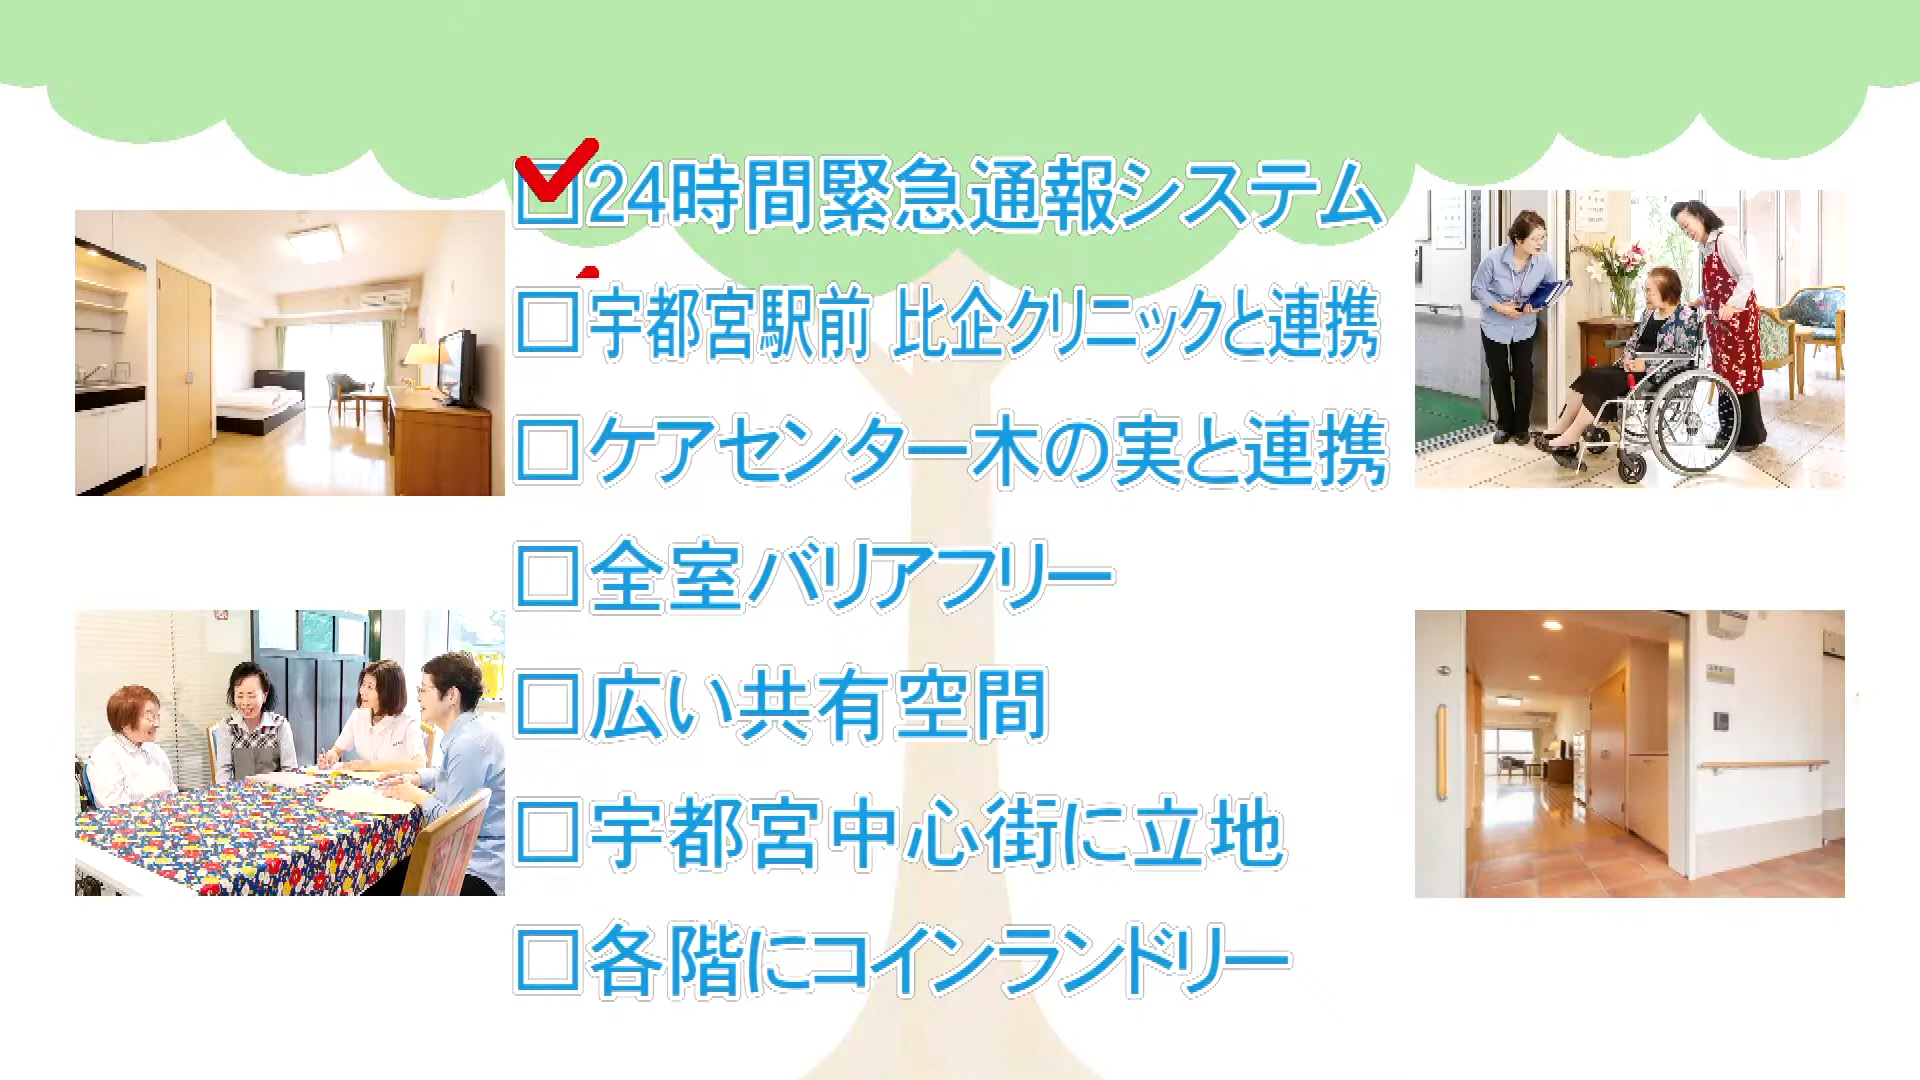 □24時間緊急通報システム
□宇都宮駅前 比企クリニックと連携
□ケアセンター木の実と連携
□全室バリアフリー
□広い共有空間
□宇都宮中心街に立地
□各階にコインランドリー